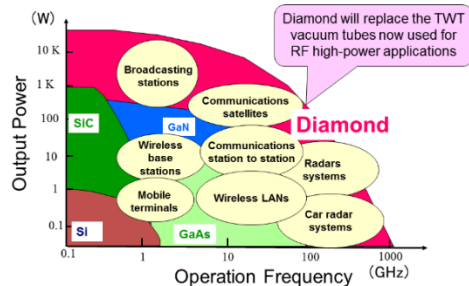 (W)
Diamond will replace the TWT
vacuum tubes now used for
RF high-power applications
Output Power
10 K
1 K
100
10
1
0.1
Broadcasting
stations
Communications
satellites
SiC
GaN
Diamond
Wireless
base
stations
Communications
station to station
Radars
systems
Mobile
terminals
Wireless LANs
Car radar
systems
Si
GaAs
0.1
1
10
100
1000
(GHz)
Operation Frequency